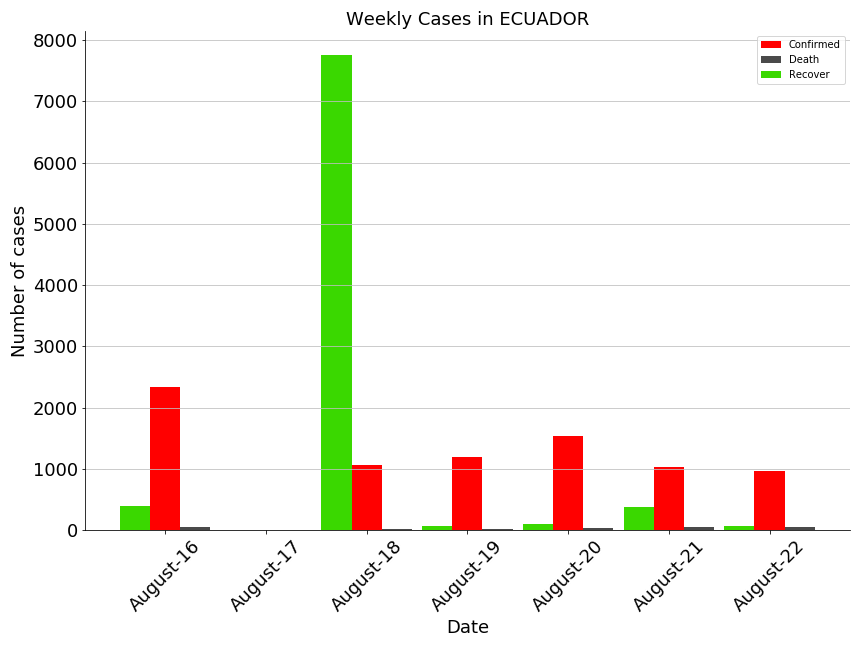 Weekly Cases in ECUADOR
Confirmed
Death
Recover
8000
7000
6000
5000
4000
3000
2000
1000
0
Number of cases
August-16
August-17
August-18
August-19
August-20
August-21
August-22
Date